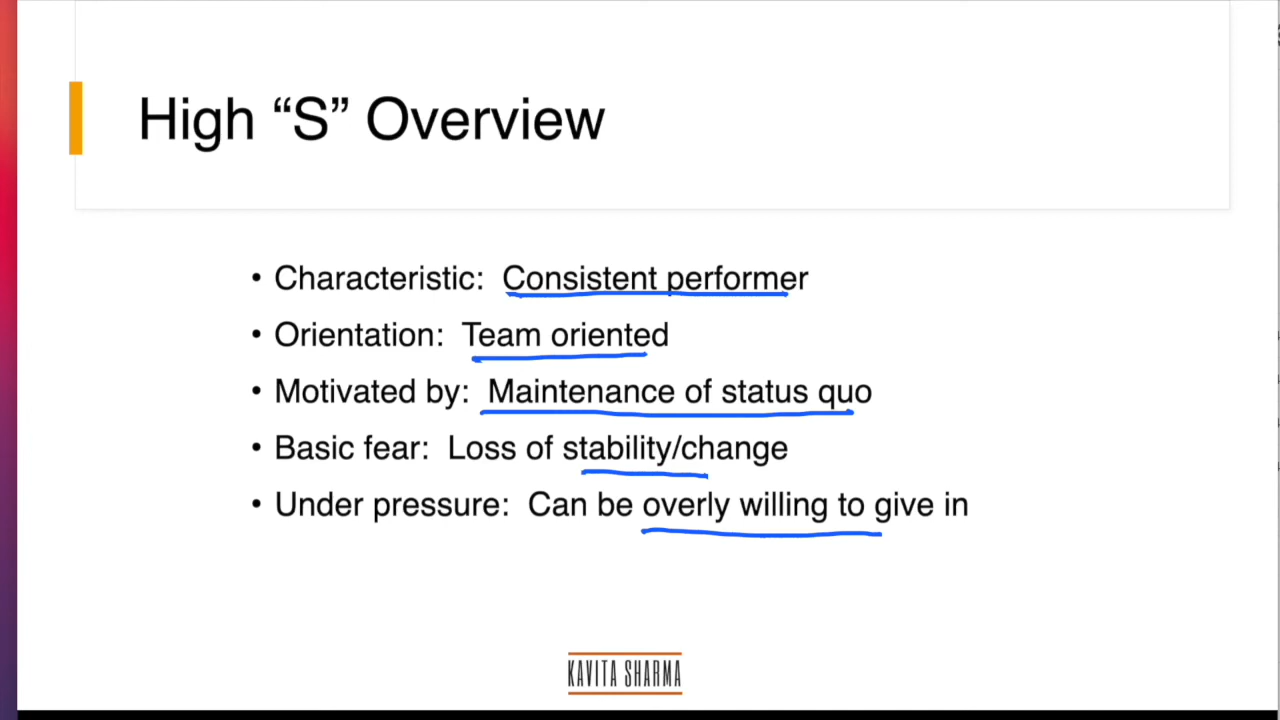 High “S” Overview
• Characteristic: Consistent performer
• Orientation: Team oriented
• Motivated by: Maintenance of status quo
• Basic fear: Loss of stability/change
• Under pressure: Can be overly willing to give in
KAVITA SHARMA